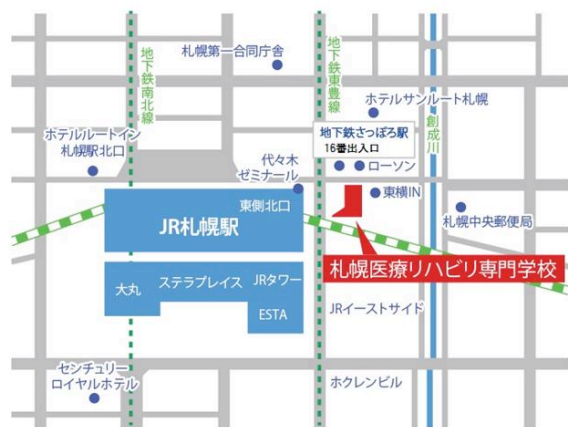 札幌第一合同庁舎
地下鉄南北線
地下鉄東豊線
ホテルサンルート札幌
創成川
ホテルルートイン
札幌駅北口
地下鉄さっぽろ駅
16番出入口
代々木
ゼミナール
ローソン
東側北口
東横IN
JR札幌駅
札幌中央郵便局
札幌医療リハビリ専門学校
大丸
ステラプレイス
JRタワー
ESTA
JRイーストサイド
センチュリー
ロイヤルホテル
ホクレンビル